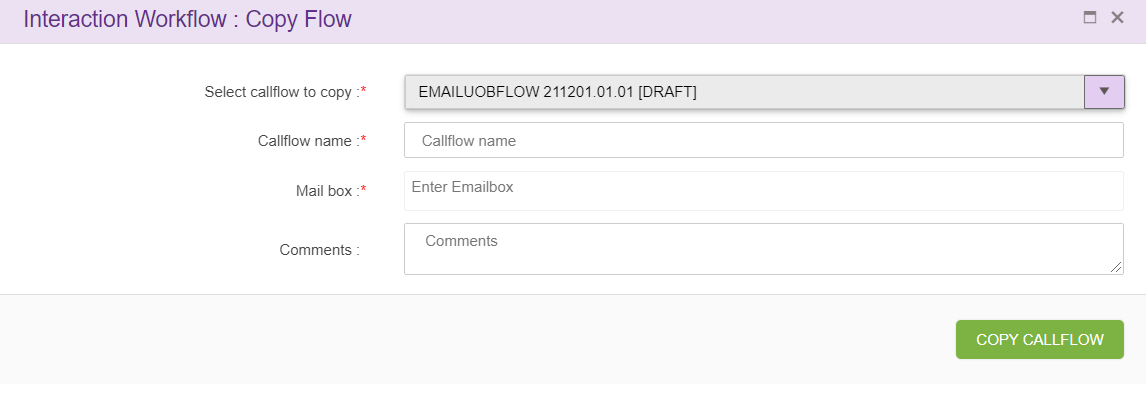 Interaction Workflow : Copy Flow
Select callflow to copy :* EMAILUOBFLOW 211201.01.01 [DRAFT]
Callflow name :* Callflow name
Mail box :* Enter Emailbox
Comments : Comments
COPY CALLFLOW